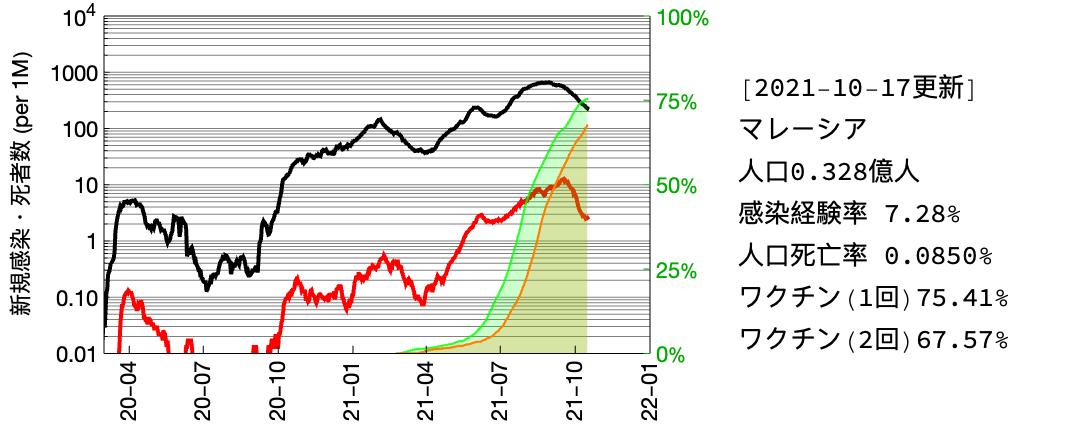 新規感染・死者数 (per 1M)
10^4
1000
100
10
1
0.10
0.01
100%
75%
50%
25%
0%
20-04
20-07
20-10
21-01
21-04
21-07
21-10
22-01
[2021-10-17更新]
マレーシア
人口0.328億人
感染経験率 7.28%
人口死亡率 0.0850%
ワクチン(1回)75.41%
ワクチン(2回)67.57%